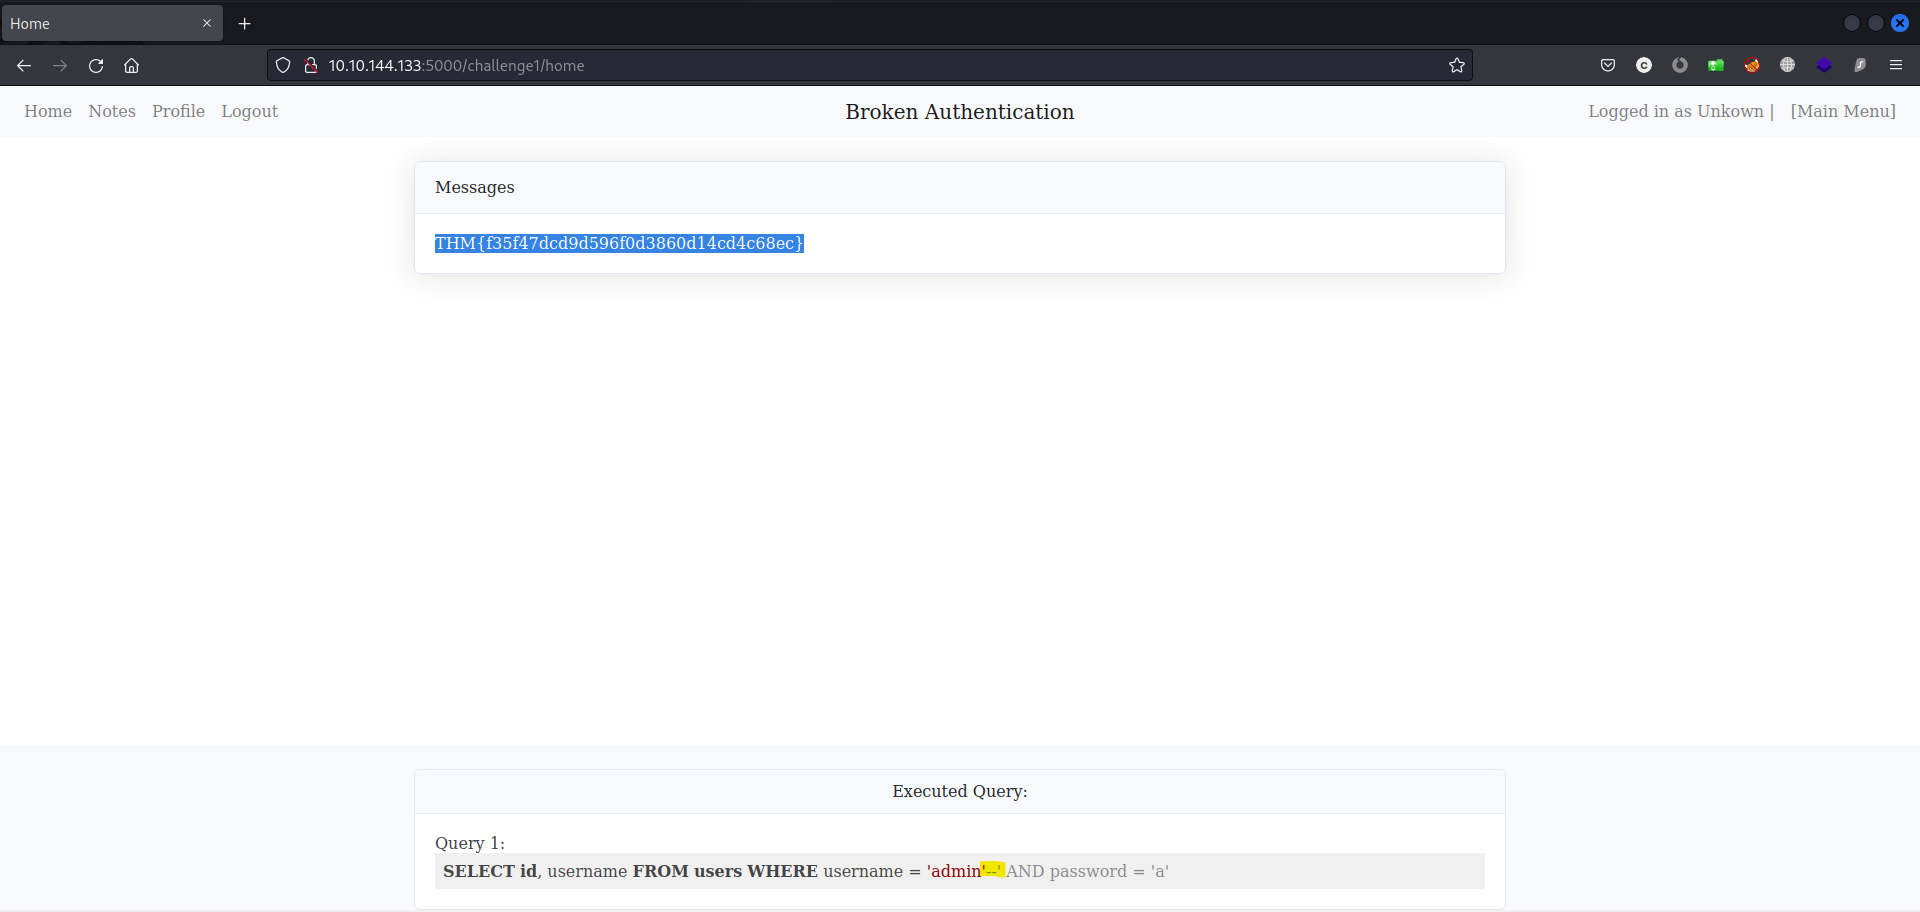 Home
10.10.144.133:5000/challenge1/home
Home Notes Profile Logout
Broken Authentication
Logged in as Unkown | [Main Menu]
Messages
THM{f35f47dcd9d596f0d3860d14cd4c68ec}
Executed Query:
Query 1:
SELECT id, username FROM users WHERE username = 'admin'--' AND password = 'a'